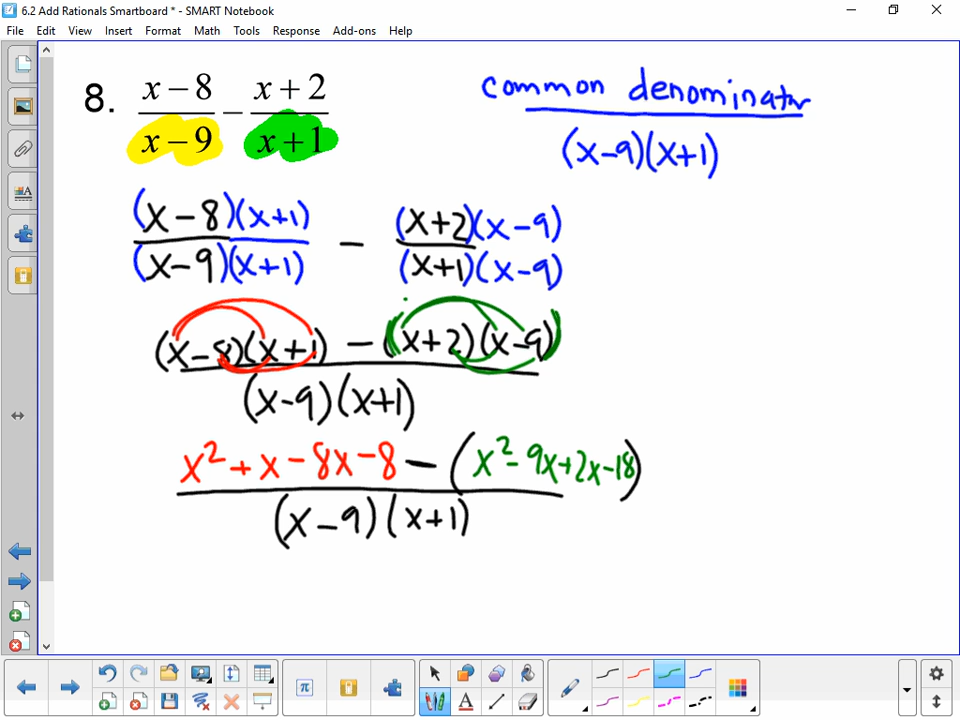 6.2 Add Rationals Smartboard * - SMART Notebook
File Edit View Insert Format Math Tools Response Add-ons Help
8. (x − 8)/(x − 9) − (x + 2)/(x + 1)
common denominator
(x−9)(x+1)
(x−8)(x+1) − (x+2)(x−9)
(x−9)(x+1) (x+1)(x−9)
(x−8)(x+1) − (x+2)(x−9)
(x−9)(x+1)
x² + x − 8x − 8 − (x² − 9x + 2x − 18)
(x−9)(x+1)
π
A
A